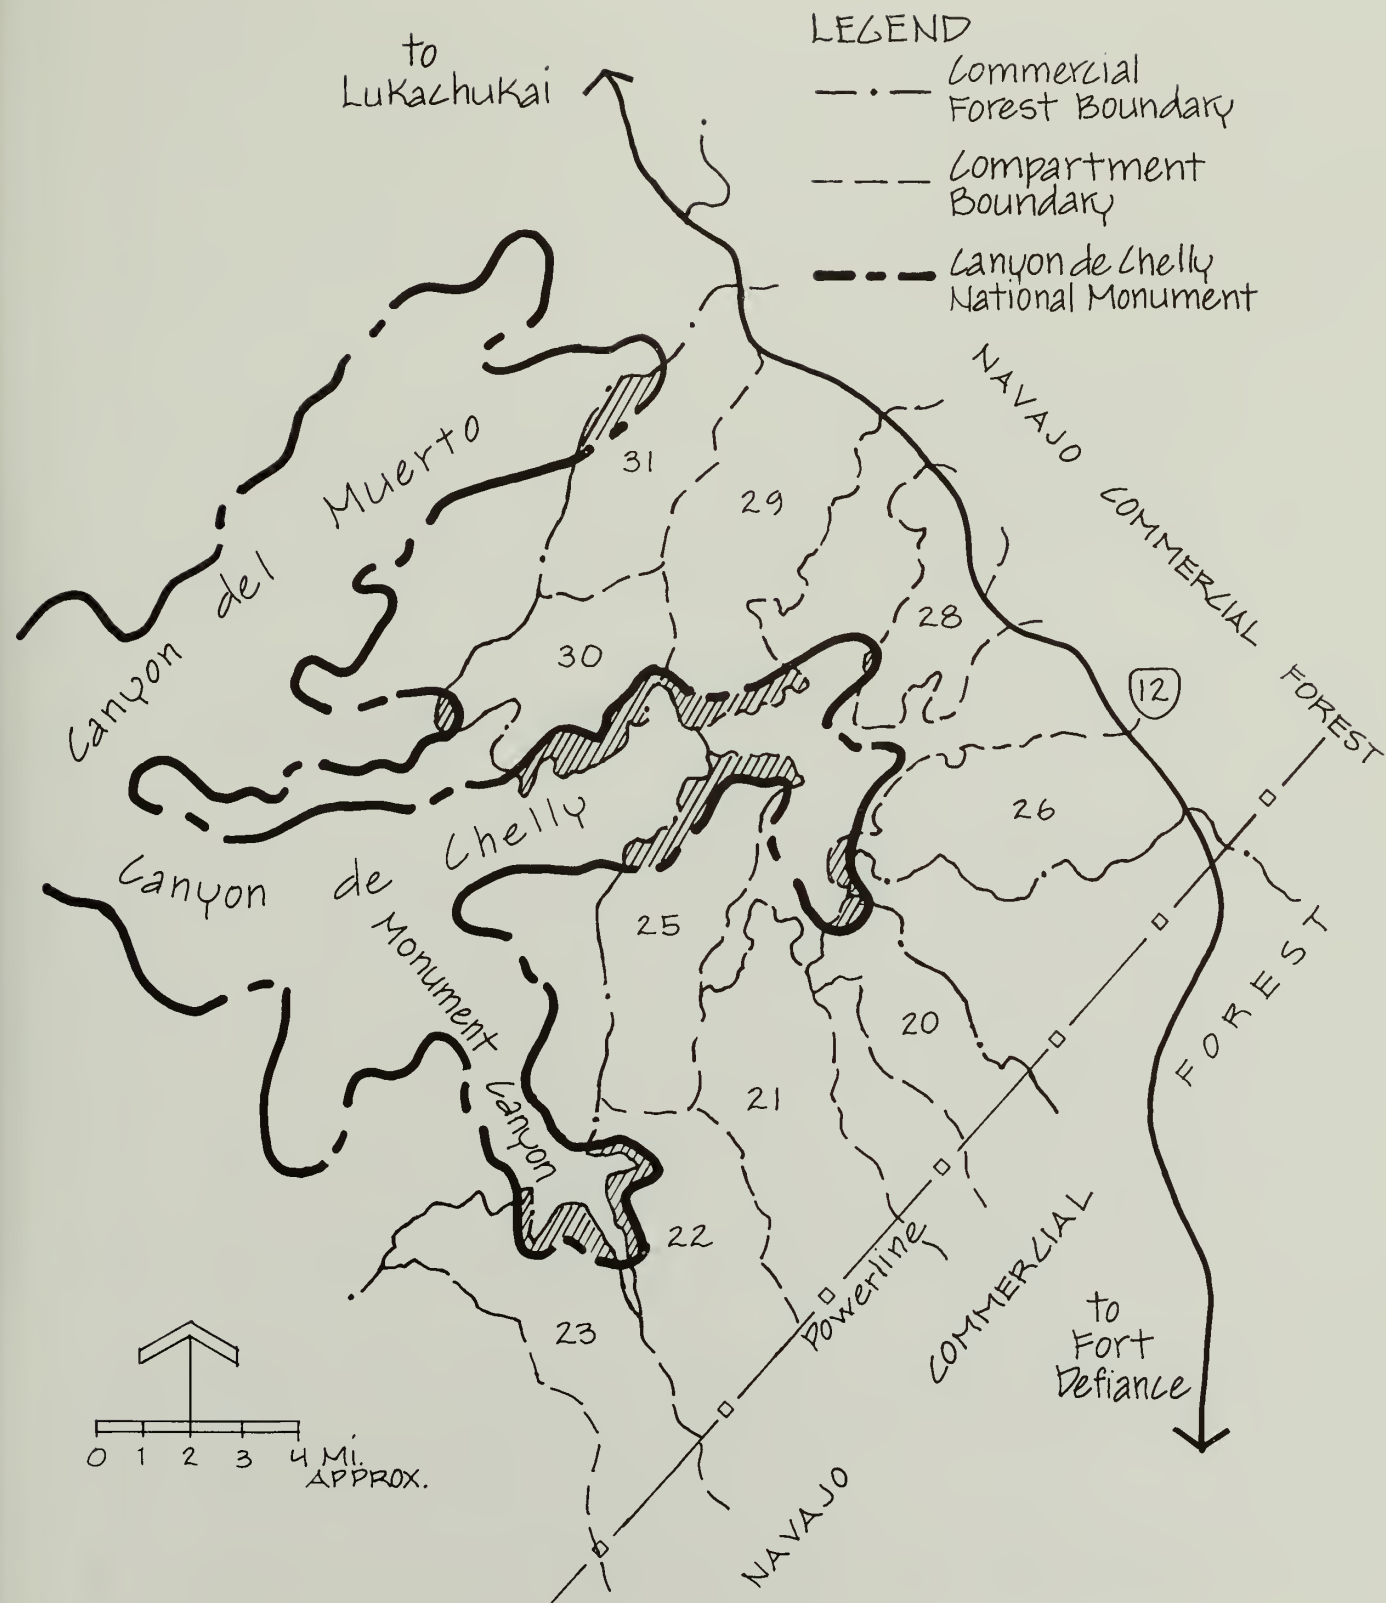 to
Lukachukai
LEGEND
Commercial
Forest Boundary
Compartment
Boundary
Canyon de Chelly
National Monument
NAVAJO COMMERCIAL FOREST
Canyon del Muerto
31
29
28
30
12
26
Canyon de Chelly
25
Monument Canyon
20
21
22
23
Powerline
NAVAJO COMMERCIAL FOREST
to
Fort
Defiance
0 1 2 3 4 MI.
APPROX.